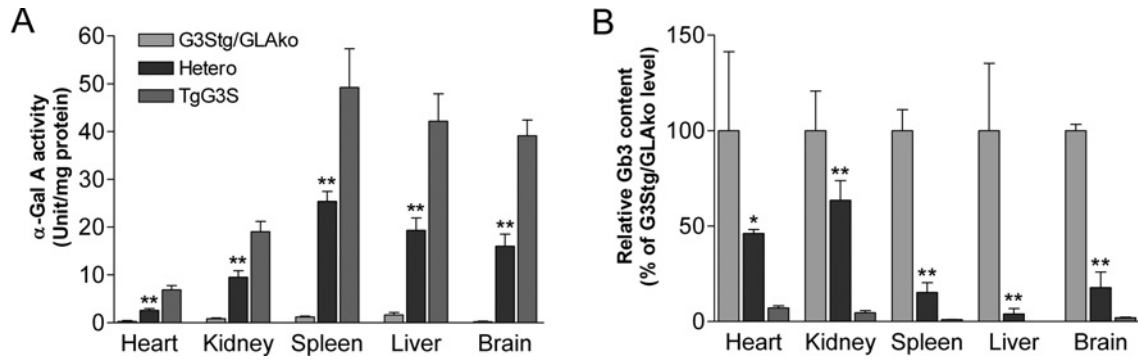 A
α-Gal A activity
(Unit/mg protein)
60
50
40
30
20
10
0
G3Stg/GLAko
Hetero
TgG3S
**
**
**
**
**
Heart Kidney Spleen Liver Brain
B
Relative Gb3 content
(% of G3Stg/GLAko level)
150
100
50
0
*
**
**
**
**
Heart Kidney Spleen Liver Brain